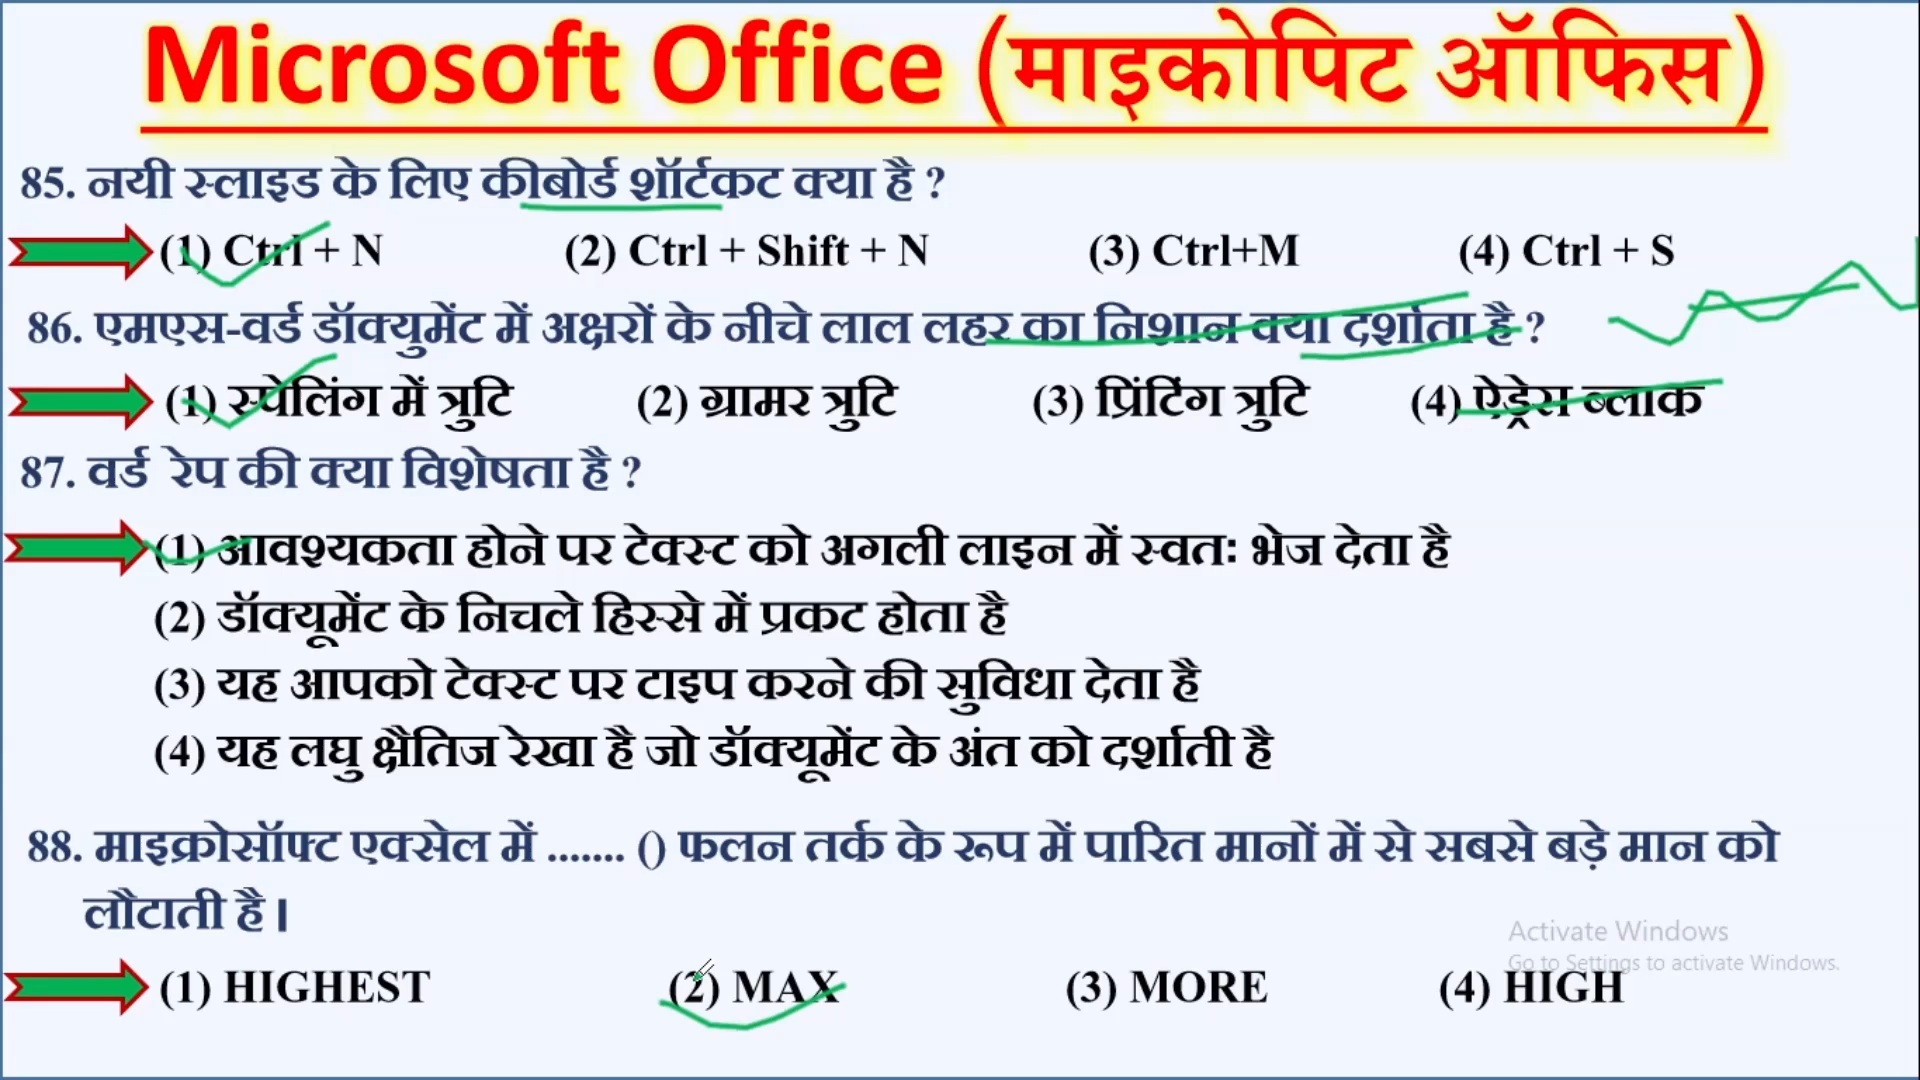 Microsoft Office (माइकोपिट ऑफिस)
85. नयी स्लाइड के लिए कीबोर्ड शॉर्टकट क्या है ?
(1) Ctrl + N (2) Ctrl + Shift + N (3) Ctrl+M (4) Ctrl + S
86. एमएस-वर्ड डॉक्युमेंट में अक्षरों के नीचे लाल लहर का निशान क्या दर्शाता है ?
(1) स्पेलिंग में त्रुटि (2) ग्रामर त्रुटि (3) प्रिंटिंग त्रुटि (4) ऐड्रेस ब्लाक
87. वर्ड रेप की क्या विशेषता है ?
(1) आवश्यकता होने पर टेक्स्ट को अगली लाइन में स्वतः भेज देता है
(2) डॉक्यूमेंट के निचले हिस्से में प्रकट होता है
(3) यह आपको टेक्स्ट पर टाइप करने की सुविधा देता है
(4) यह लघु क्षैतिज रेखा है जो डॉक्यूमेंट के अंत को दर्शाती है
88. माइक्रोसॉफ्ट एक्सेल में ....... () फलन तर्क के रूप में पारित मानों में से सबसे बड़े मान को
लौटाती है।
Activate Windows
Go to Settings to activate Windows.
(1) HIGHEST (2) MAX (3) MORE (4) HIGH